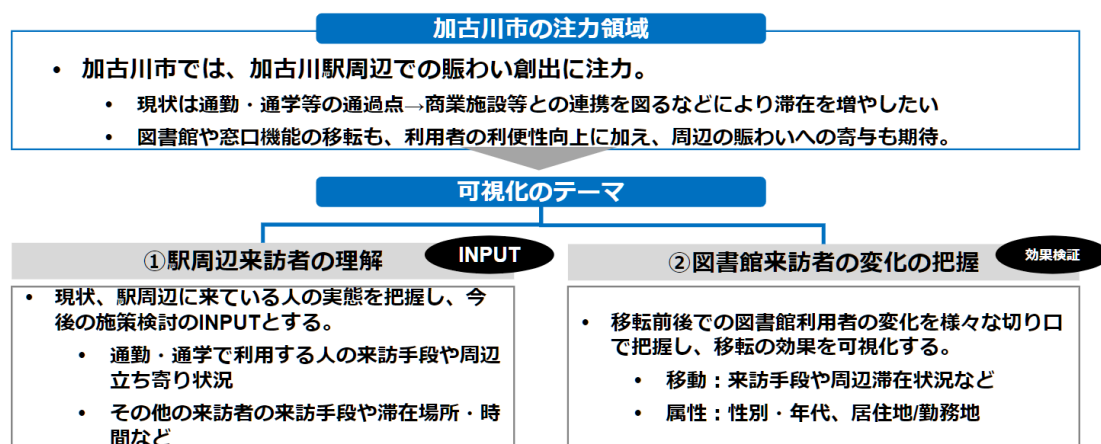 加古川市の注力領域
• 加古川市では、加古川駅周辺での賑わい創出に注力。
• 現状は通勤・通学等の通過点→商業施設等との連携を図るなどにより滞在を増やしたい
• 図書館や窓口機能の移転も、利用者の利便性向上に加え、周辺の賑わいへの寄与も期待。
可視化のテーマ
①駅周辺来訪者の理解
INPUT
• 現状、駅周辺に来ている人の実態を把握し、今
後の施策検討のINPUTとする。
• 通勤・通学で利用する人の来訪手段や周辺
立ち寄り状況
• その他の来訪者の来訪手段や滞在場所・時
間など
②図書館来訪者の変化の把握
効果検証
• 移転前後での図書館利用者の変化を様々な切り口
で把握し、移転の効果を可視化する。
• 移動：来訪手段や周辺滞在状況など
• 属性：性別・年代、居住地/勤務地